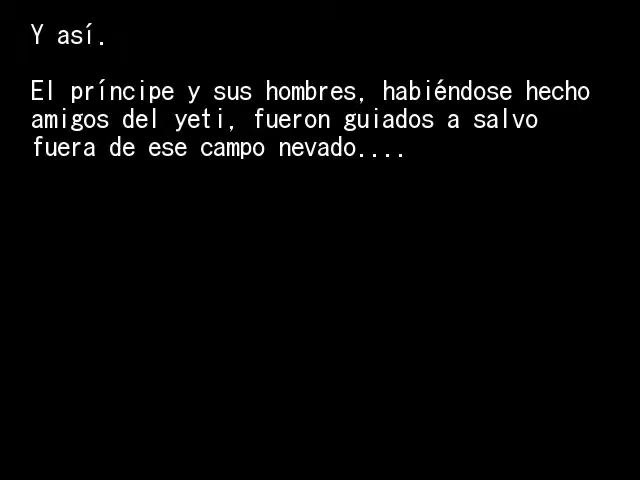 Y así.
El príncipe y sus hombres, habiéndose hecho
amigos del yeti, fueron guiados a salvo
fuera de ese campo nevado....